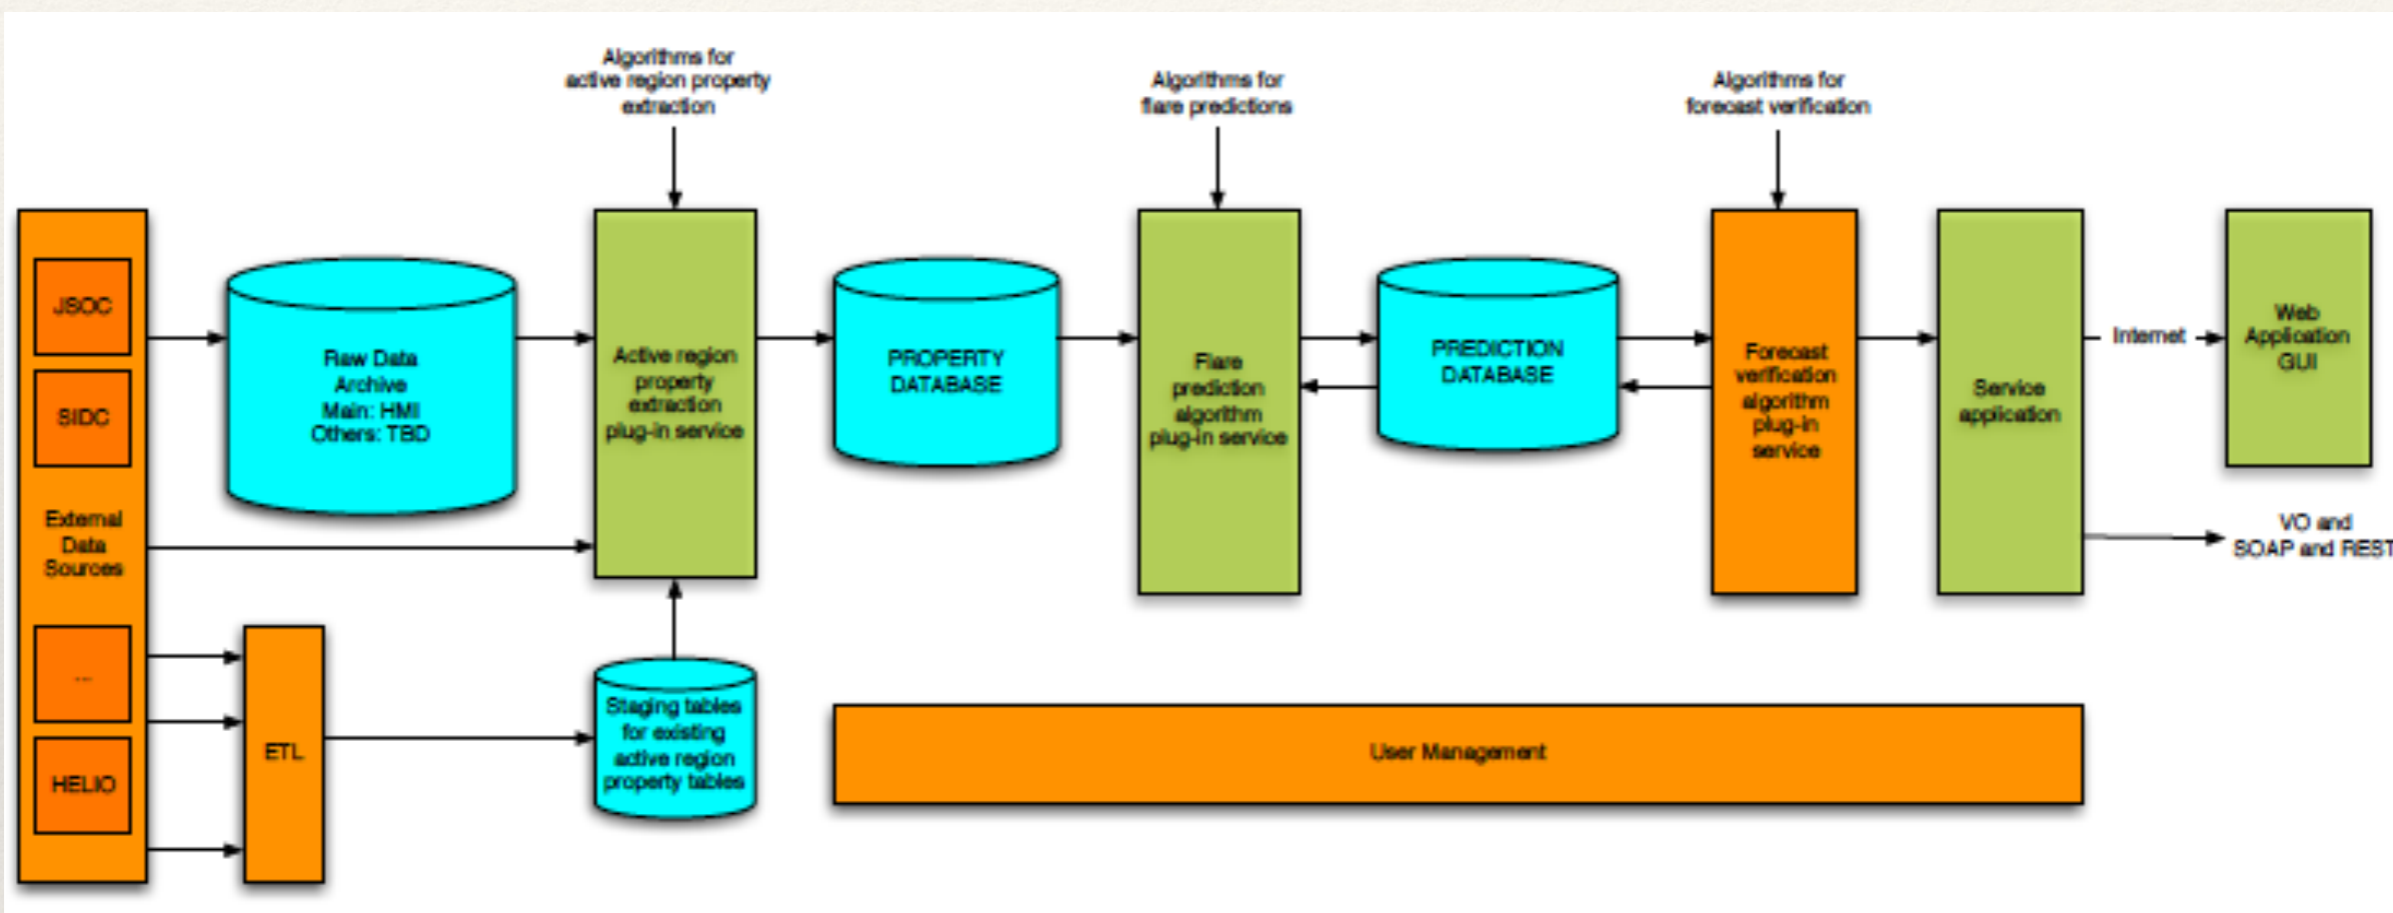 Algorithms for
active region property
extraction
Algorithms for
flare predictions
Algorithms for
forecast verification
JSOC
SIDC
External
Data
Sources
...
HELIO
Raw Data
Archive
Main: HMI
Others: TBD
ETL
Active region
property
extraction
plug-in service
Staging tables
for existing
active region
property tables
PROPERTY
DATABASE
Flare
prediction
algorithm
plug-in service
PREDICTION
DATABASE
Forecast
verification
algorithm
plug-in
service
Service
application
Internet
Web
Application
GUI
VO and
SOAP and REST
User Management